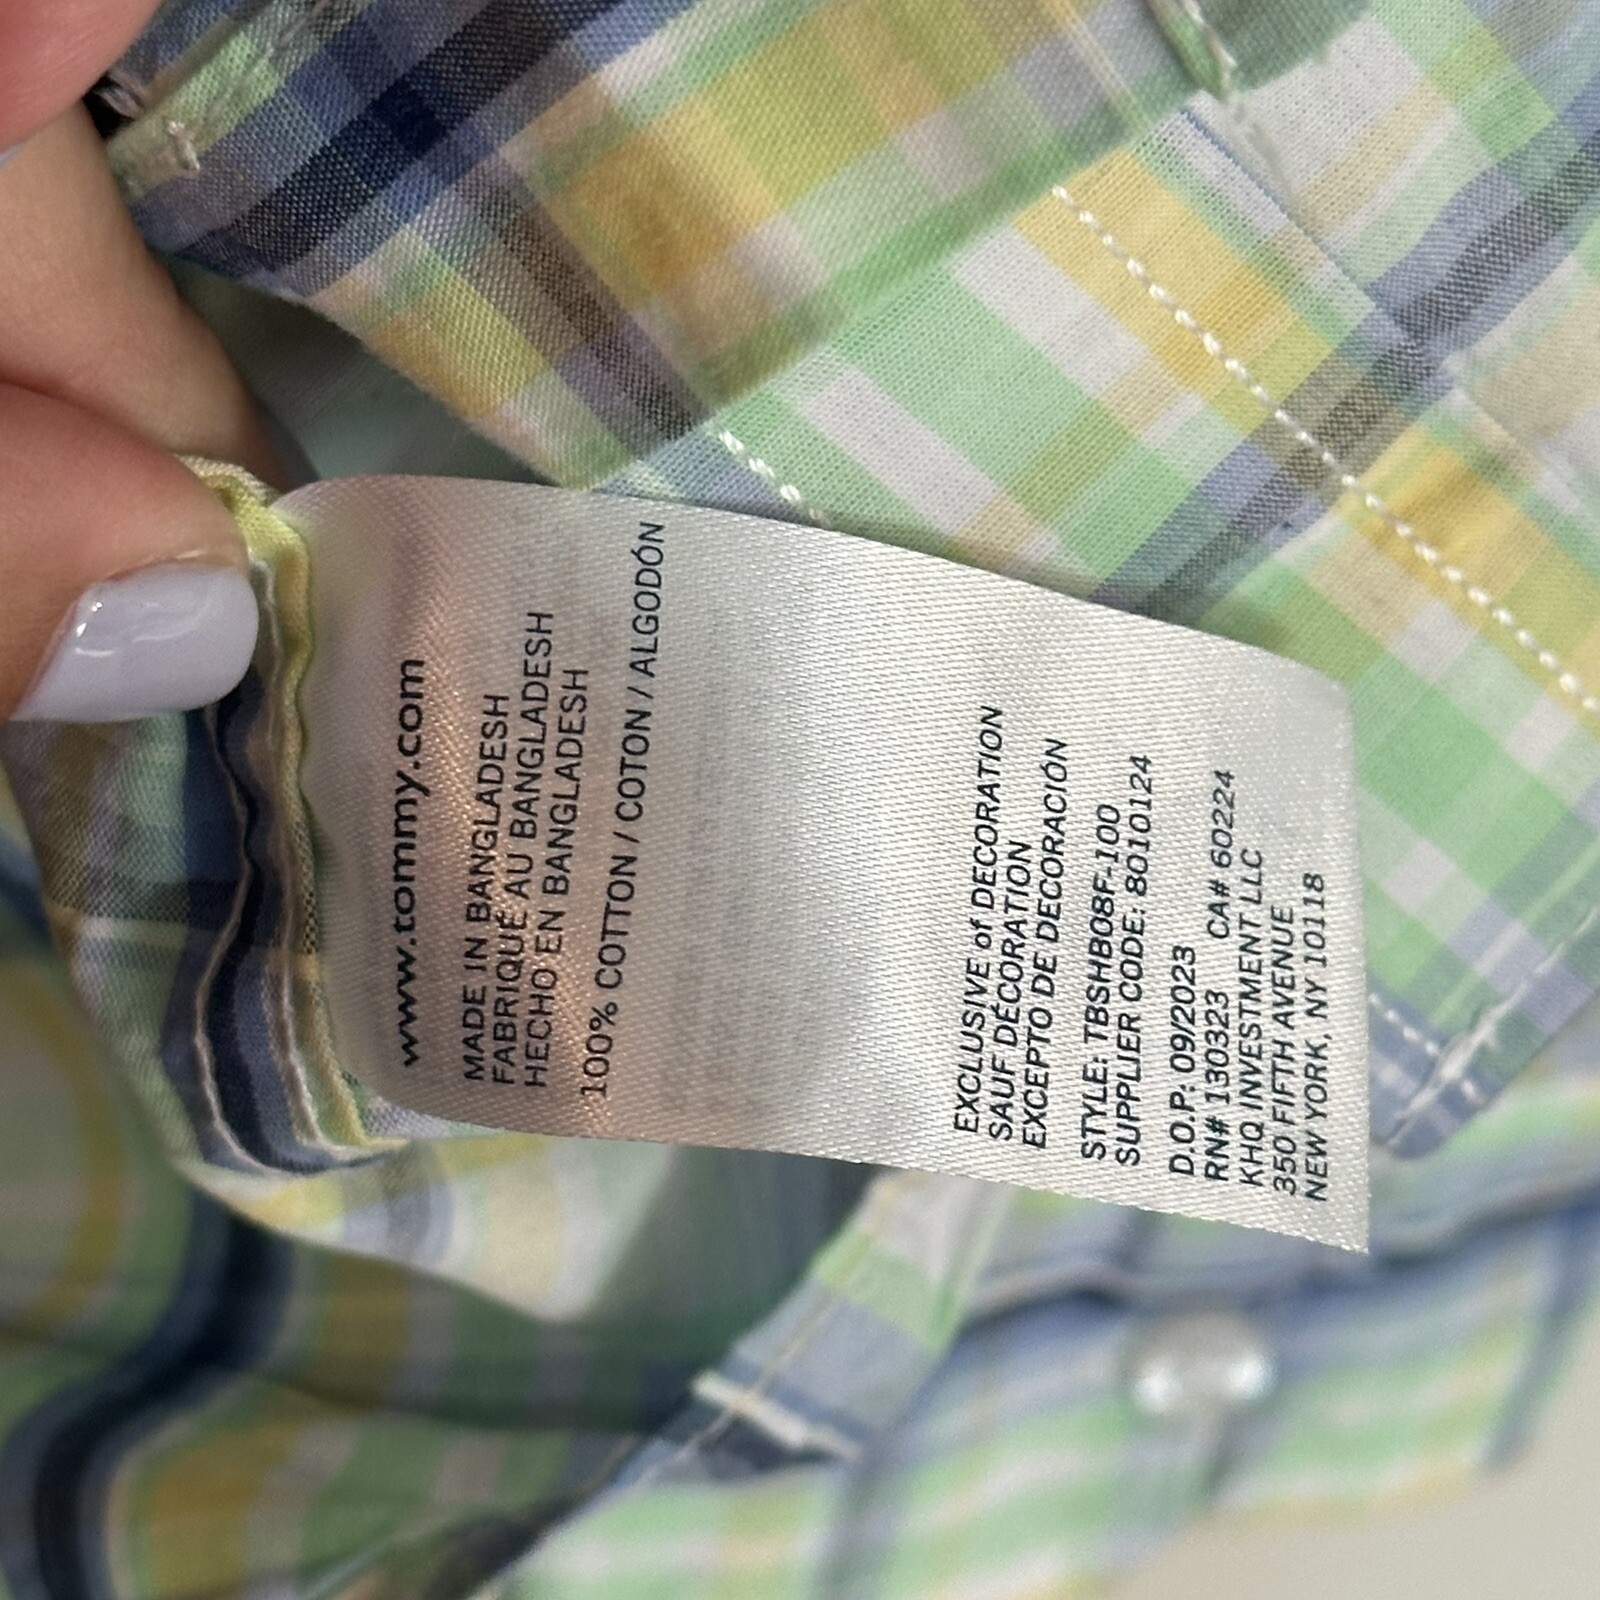 www.tommy.com
MADE IN BANGLADESH
FABRIQUÉ AU BANGLADESH
HECHO EN BANGLADESH
100% COTTON / COTON / ALGODÓN
EXCLUSIVE of DECORATION
SAUF DÉCORATION
EXCEPTO DE DECORACIÓN
STYLE: TBSHB08F-100
SUPPLIER CODE: 8010124
D.O.P: 09/2023
RN# 130323 CA# 60224
KHQ INVESTMENT LLC
350 FIFTH AVENUE
NEW YORK, NY 10118